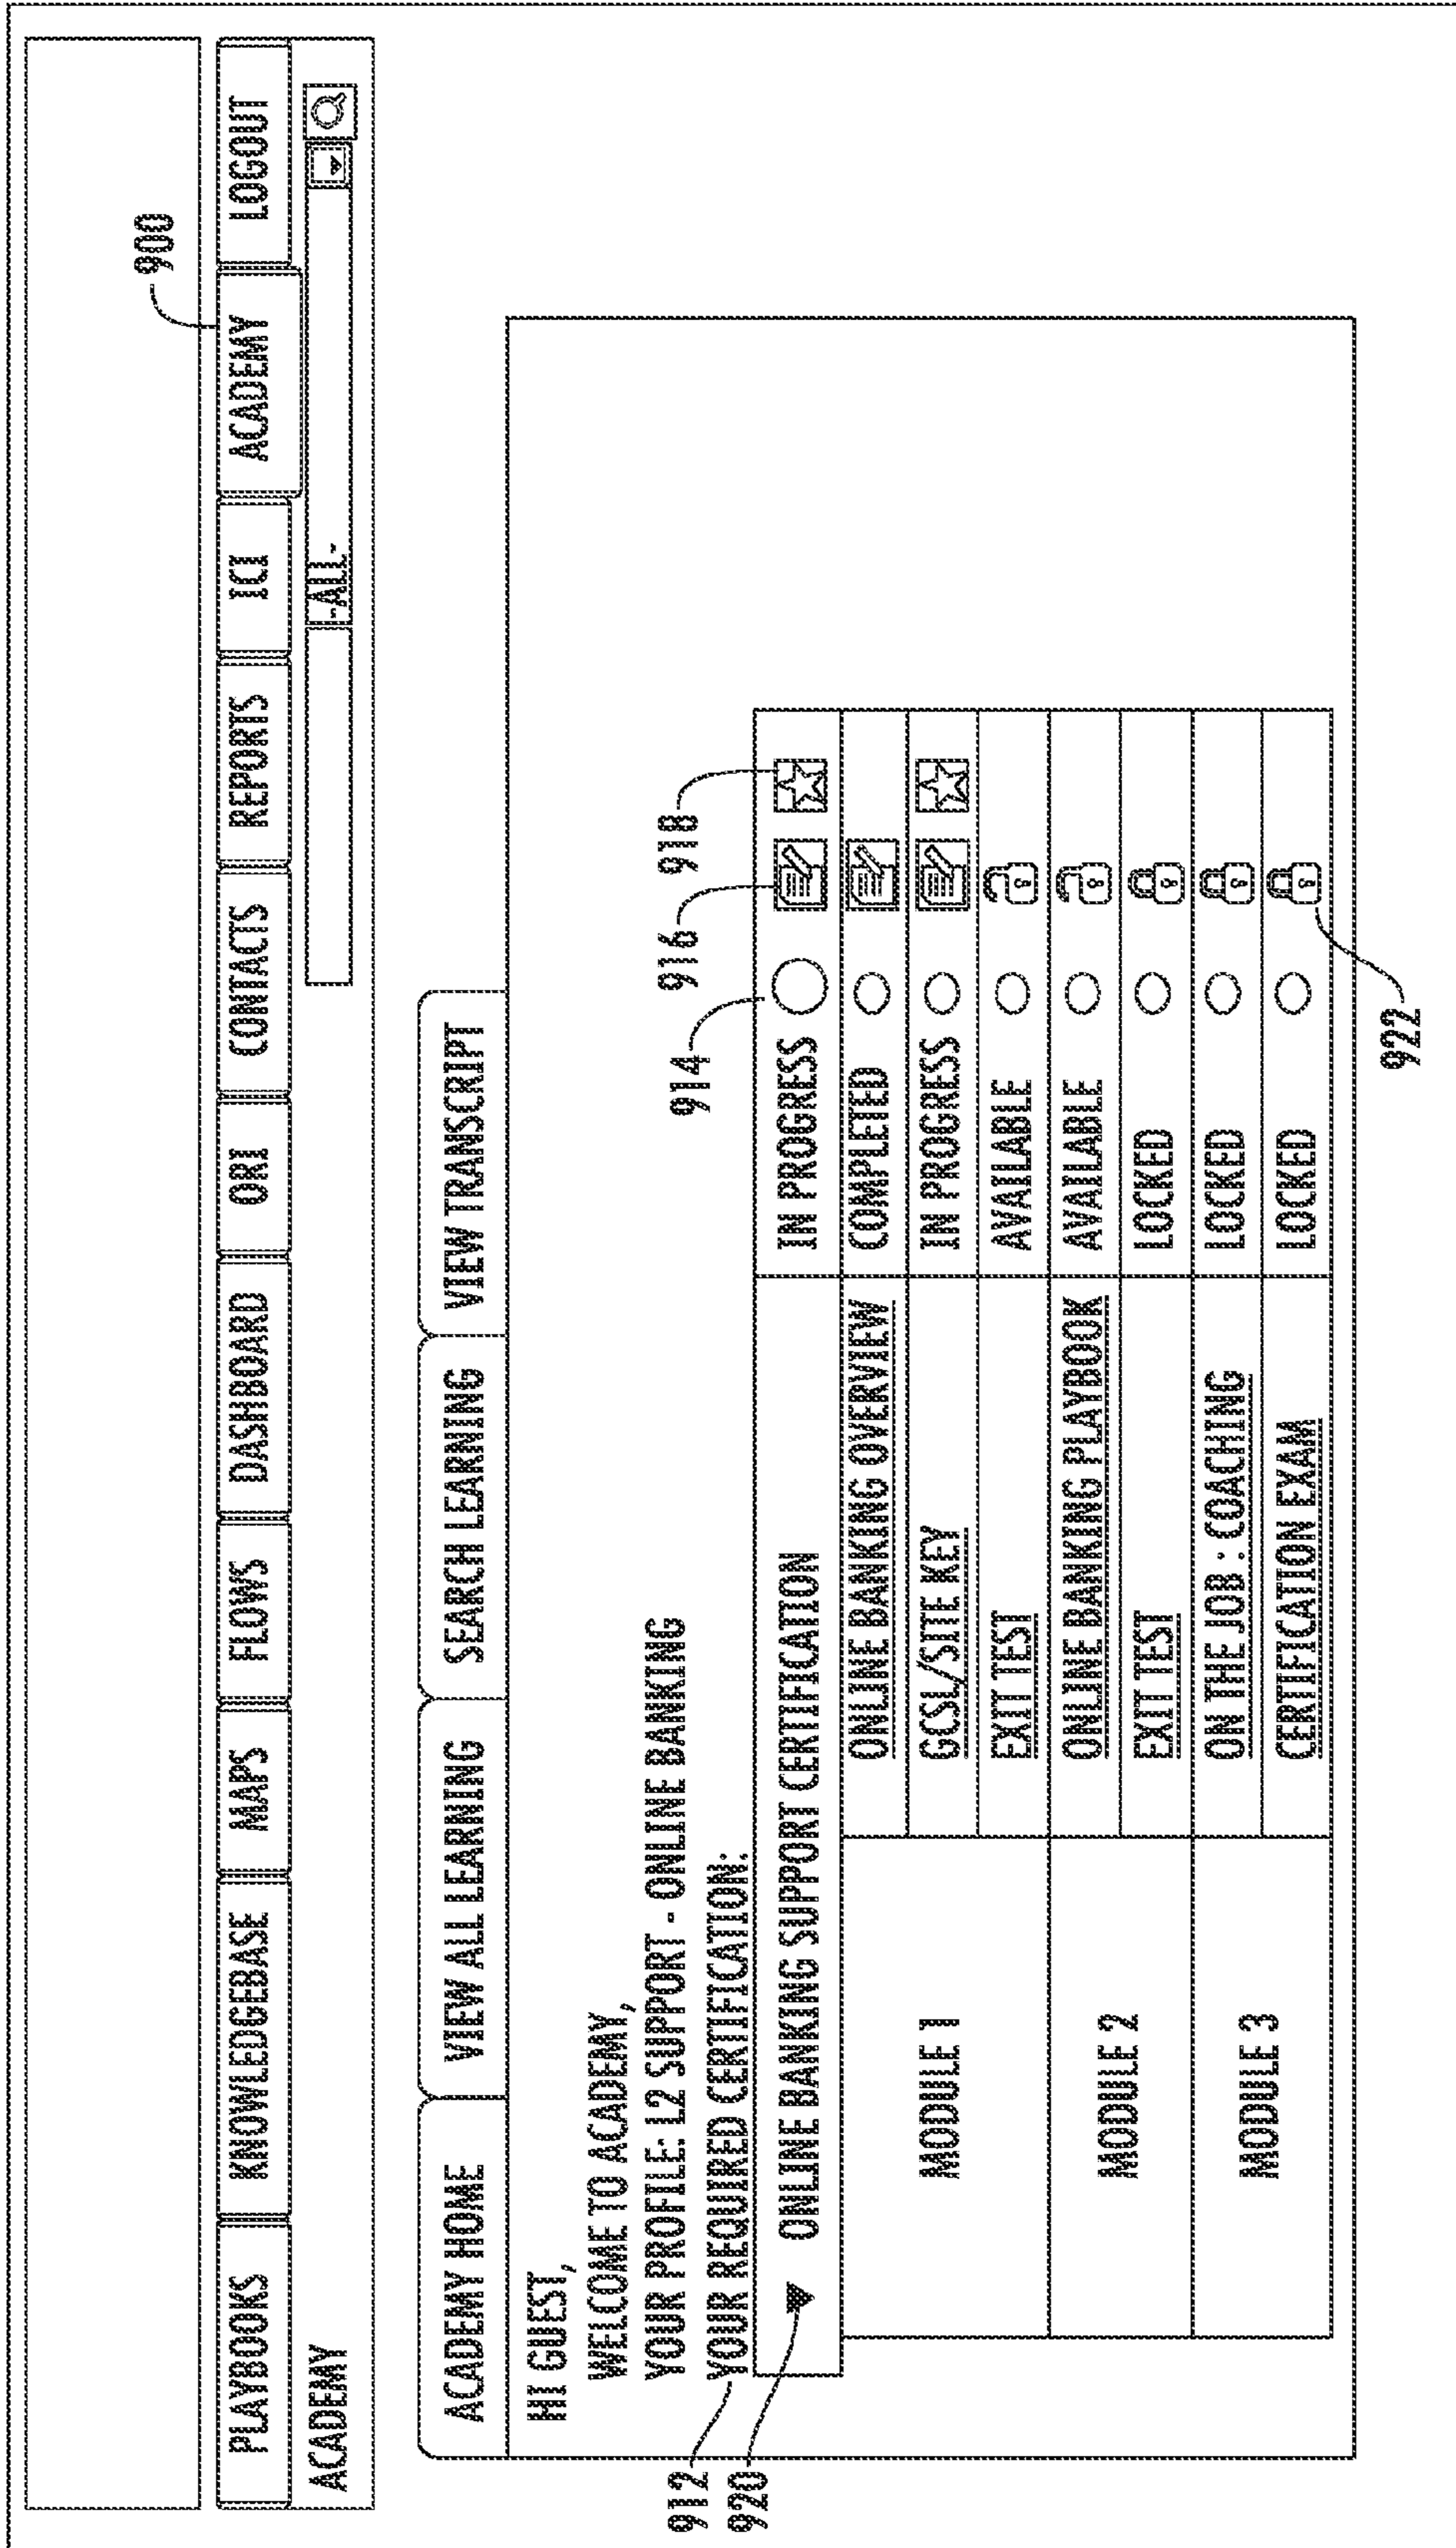 900
PLAYBOOKS KNOWLEDGEBASE MAPS FLOWS DASHBOARD ORI CONTACTS REPORTS ICI ACADEMY LOGOUT
ACADEMY -ALL-
ACADEMY HOME VIEW ALL LEARNING SEARCH LEARNING VIEW TRANSCRIPT
HI GUEST,
WELCOME TO ACADEMY,
YOUR PROFILE: L2 SUPPORT - ONLINE BANKING
912 YOUR REQUIRED CERTIFICATION: 914 916 918
920 ONLINE BANKING SUPPORT CERTIFICATION IN PROGRESS
ONLINE BANKING OVERVIEW COMPLETED
MODULE 1 GCSL/SITE KEY IN PROGRESS
EXIT TEST AVAILABLE
MODULE 2 ONLINE BANKING PLAYBOOK AVAILABLE
EXIT TEST LOCKED
MODULE 3 ON THE JOB : COACHING LOCKED
CERTIFICATION EXAM LOCKED
922